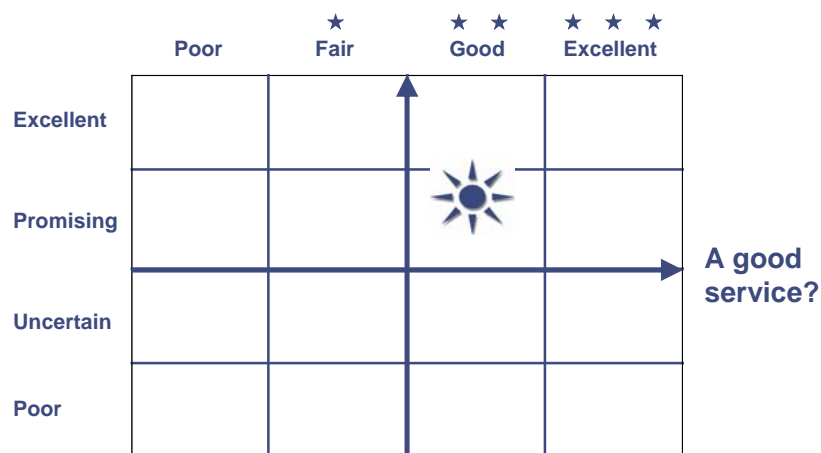 Poor Fair Good Excellent
Excellent
Promising
A good
service?
Uncertain
Poor